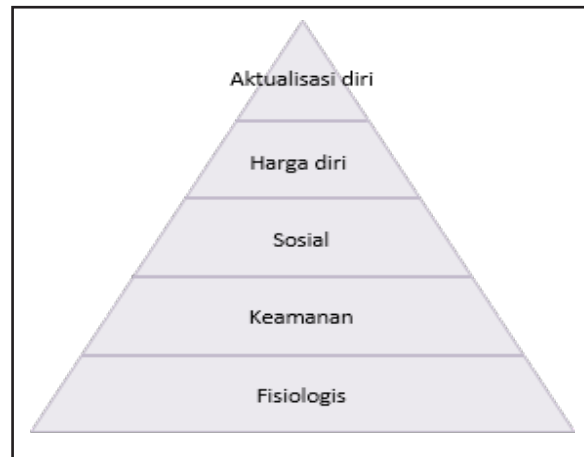 Aktualisasi diri
Harga diri
Sosial
Keamanan
Fisiologis